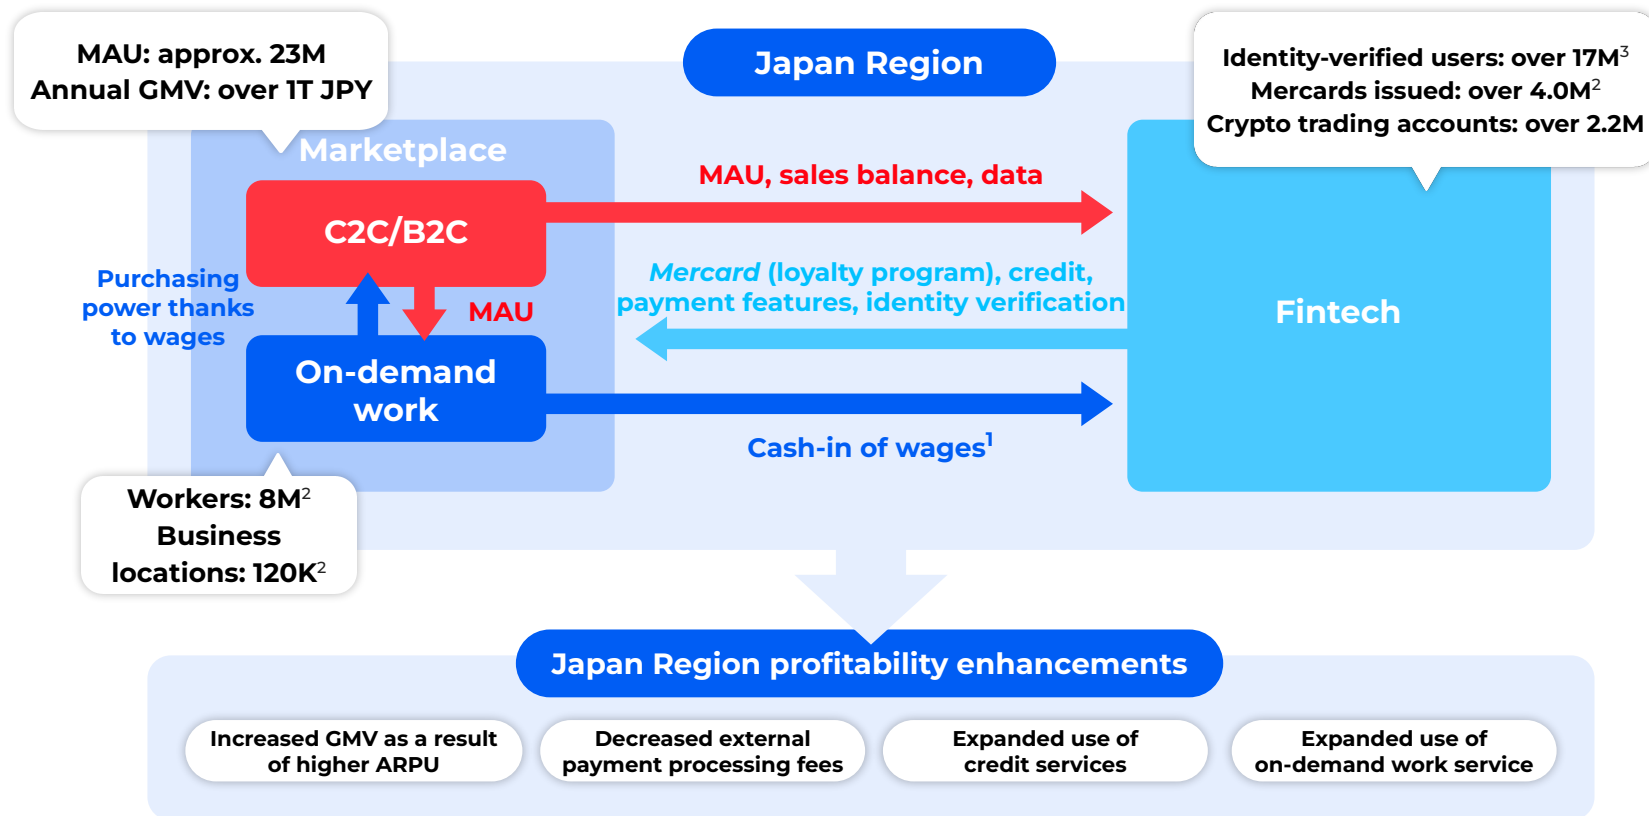 MAU: approx. 23M
Annual GMV: over 1T JPY
Japan Region
Identity-verified users: over 17M³
Mercards issued: over 4.0M²
Crypto trading accounts: over 2.2M
Marketplace
MAU, sales balance, data
C2C/B2C
Purchasing
power thanks
to wages
MAU
Mercard (loyalty program), credit,
payment features, identity verification
Fintech
On-demand
work
Cash-in of wages¹
Workers: 8M²
Business
locations: 120K²
Japan Region profitability enhancements
Increased GMV as a result
of higher ARPU
Decreased external
payment processing fees
Expanded use of
credit services
Expanded use of
on-demand work service